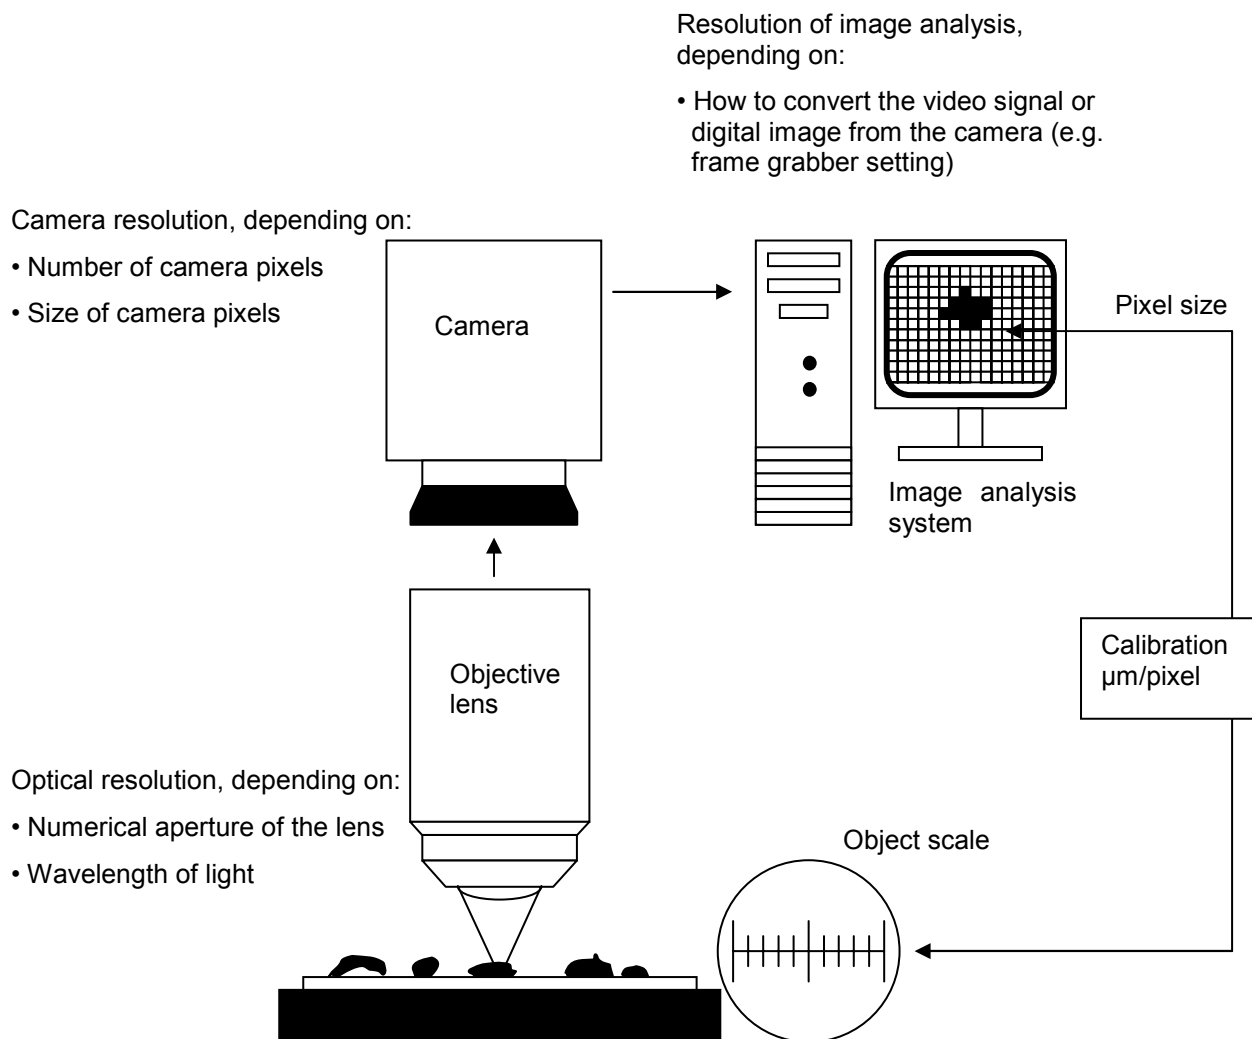 Resolution of image analysis,
depending on:
• How to convert the video signal or
digital image from the camera (e.g.
frame grabber setting)
Camera resolution, depending on:
• Number of camera pixels
• Size of camera pixels
Camera
Pixel size
Image analysis
system
Objective
lens
Calibration
µm/pixel
Optical resolution, depending on:
• Numerical aperture of the lens
• Wavelength of light
Object scale